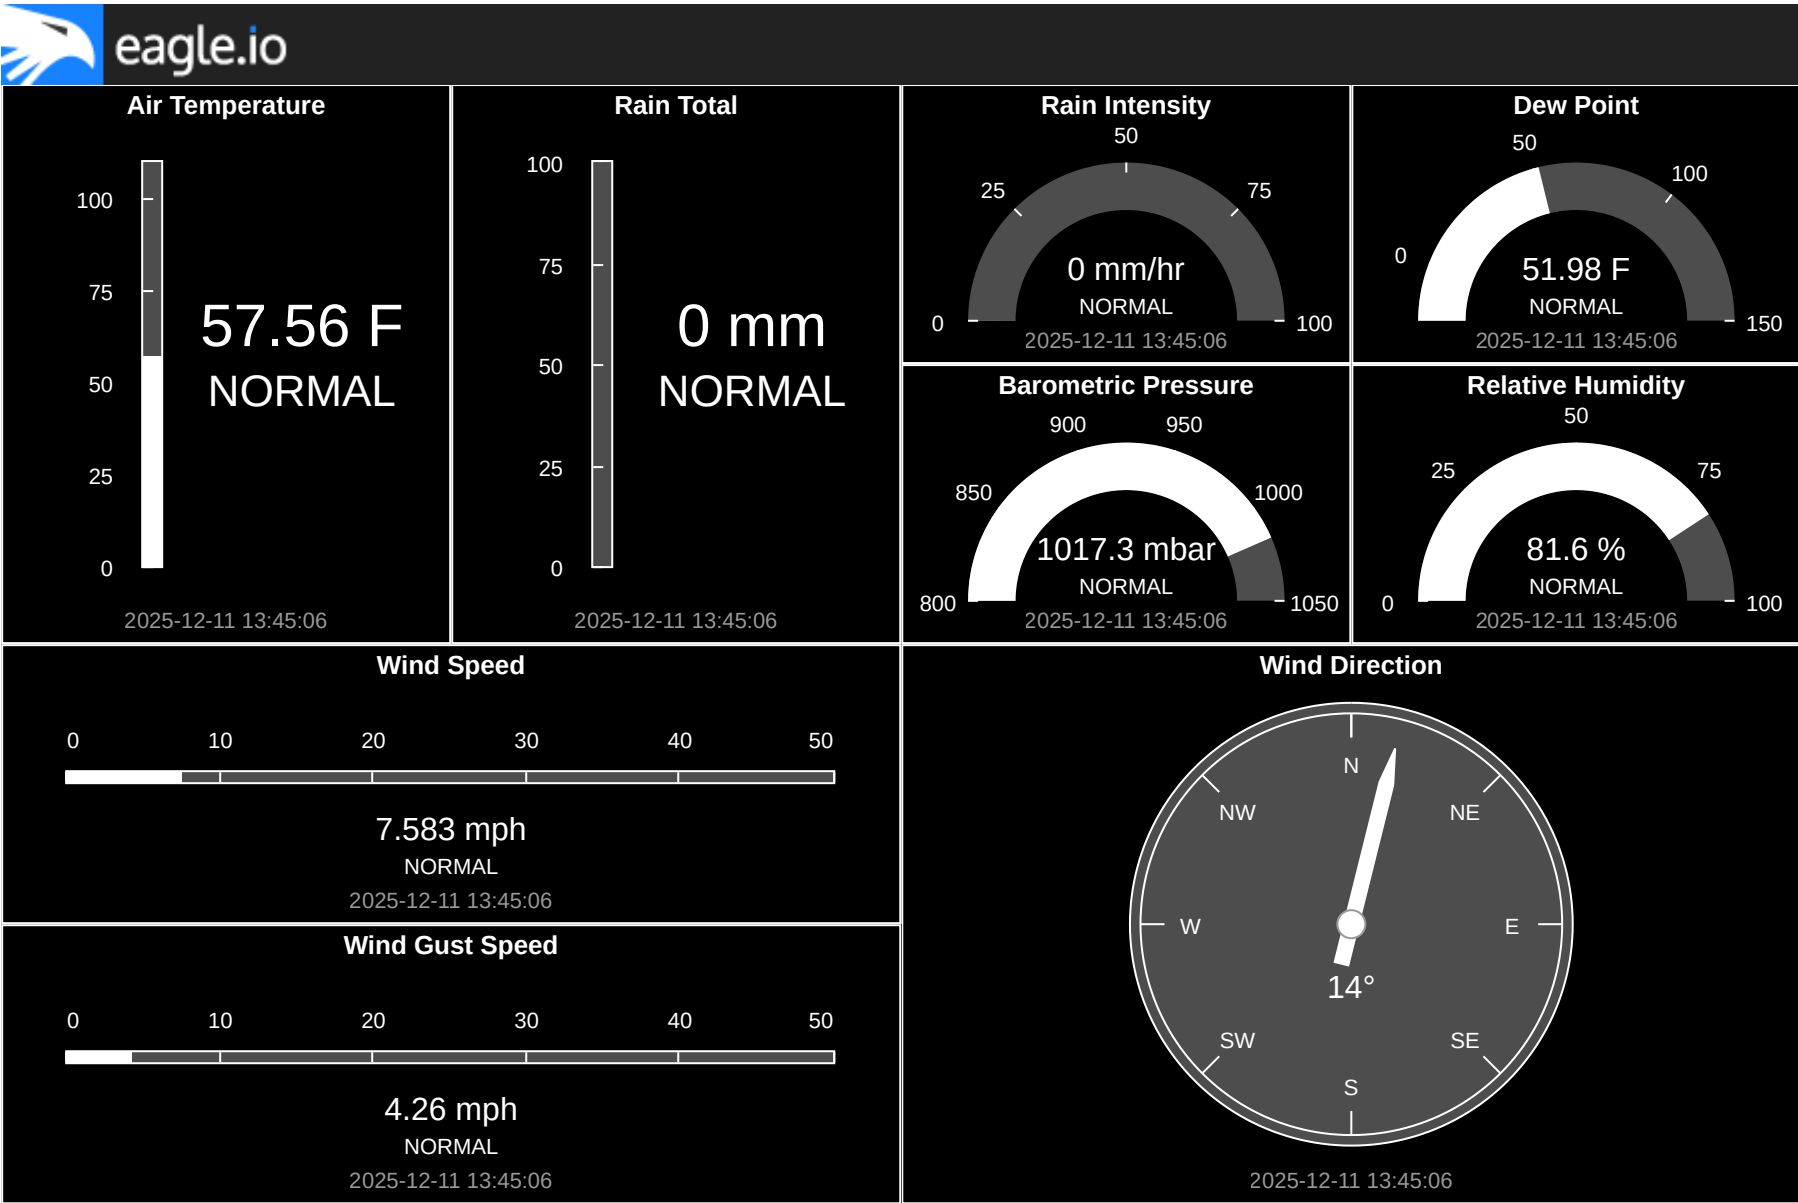 eagle.io
Air Temperature
100
75
50
25
0
57.56 F
NORMAL
2025-12-11 13:45:06
Rain Total
100
75
50
25
0
0 mm
NORMAL
2025-12-11 13:45:06
Rain Intensity
0
25
50
75
100
0 mm/hr
NORMAL
2025-12-11 13:45:06
Dew Point
0
50
100
150
51.98 F
NORMAL
2025-12-11 13:45:06
Barometric Pressure
800
850
900
950
1000
1050
1017.3 mbar
NORMAL
2025-12-11 13:45:06
Relative Humidity
0
25
50
75
100
81.6 %
NORMAL
2025-12-11 13:45:06
Wind Speed
0 10 20 30 40 50
7.583 mph
NORMAL
2025-12-11 13:45:06
Wind Gust Speed
0 10 20 30 40 50
4.26 mph
NORMAL
2025-12-11 13:45:06
Wind Direction
N
NW NE
W E
14°
SW SE
S
2025-12-11 13:45:06